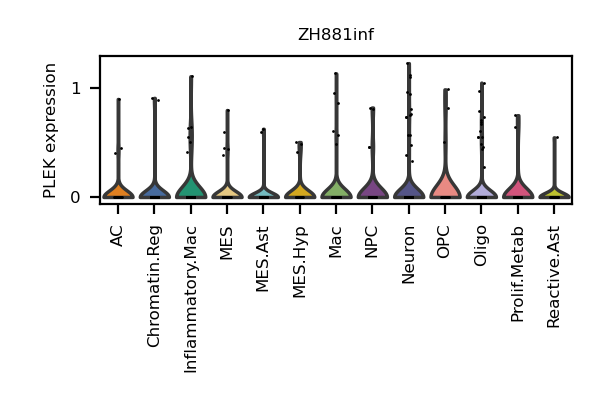 ZH881inf
PLEK expression
1
0
AC
Chromatin.Reg
Inflammatory.Mac
MES
MES.Ast
MES.Hyp
Mac
NPC
Neuron
OPC
Oligo
Prolif.Metab
Reactive.Ast